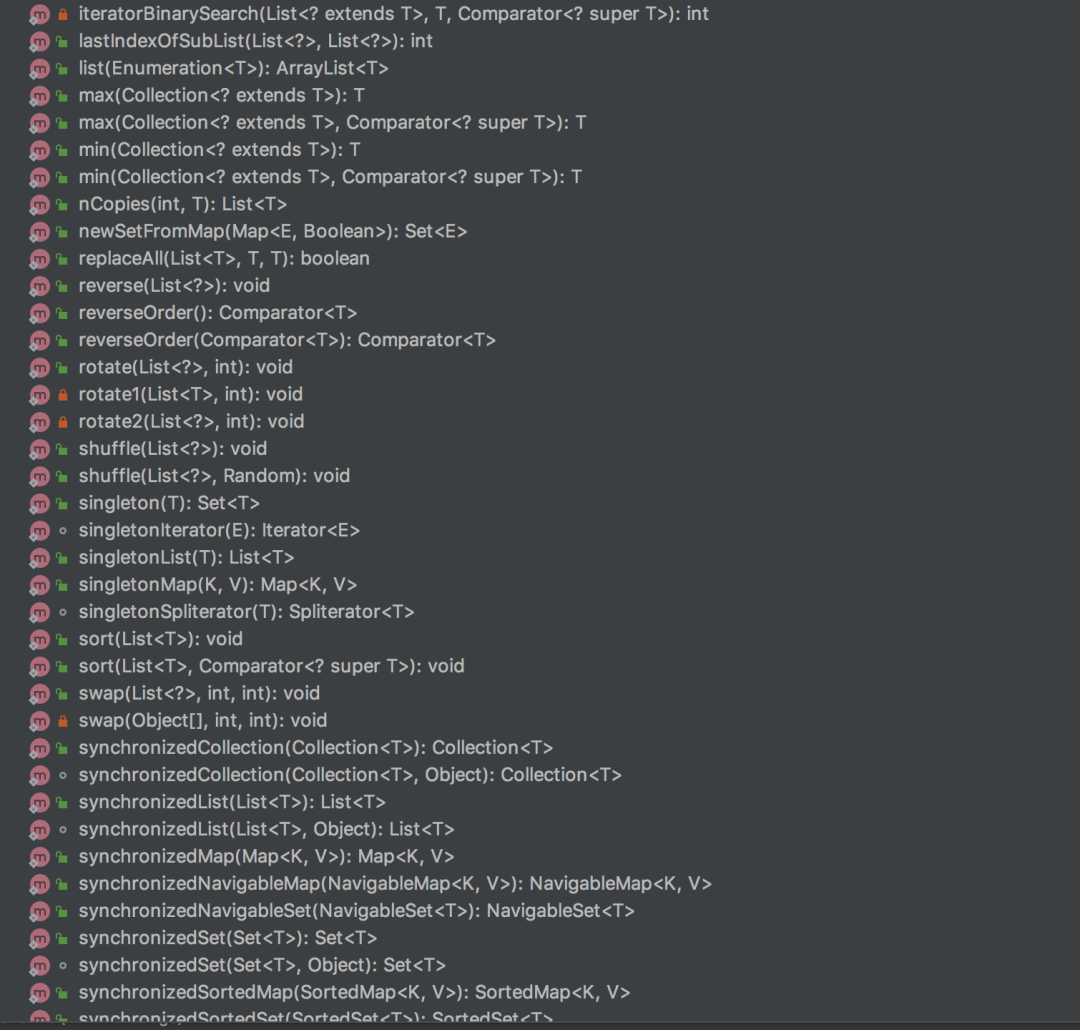 iteratorBinarySearch(List<? extends T>, T, Comparator<? super T>): int
lastIndexOfSubList(List<?>, List<?>): int
list(Enumeration<T>): ArrayList<T>
max(Collection<? extends T>): T
max(Collection<? extends T>, Comparator<? super T>): T
min(Collection<? extends T>): T
min(Collection<? extends T>, Comparator<? super T>): T
nCopies(int, T): List<T>
newSetFromMap(Map<E, Boolean>): Set<E>
replaceAll(List<T>, T, T): boolean
reverse(List<?>): void
reverseOrder(): Comparator<T>
reverseOrder(Comparator<T>): Comparator<T>
rotate(List<?>, int): void
rotate1(List<T>, int): void
rotate2(List<?>, int): void
shuffle(List<?>): void
shuffle(List<?>, Random): void
singleton(T): Set<T>
singletonIterator(E): Iterator<E>
singletonList(T): List<T>
singletonMap(K, V): Map<K, V>
singletonSpliterator(T): Spliterator<T>
sort(List<T>): void
sort(List<T>, Comparator<? super T>): void
swap(List<?>, int, int): void
swap(Object[], int, int): void
synchronizedCollection(Collection<T>): Collection<T>
synchronizedCollection(Collection<T>, Object): Collection<T>
synchronizedList(List<T>): List<T>
synchronizedList(List<T>, Object): List<T>
synchronizedMap(Map<K, V>): Map<K, V>
synchronizedNavigableMap(NavigableMap<K, V>): NavigableMap<K, V>
synchronizedNavigableSet(NavigableSet<T>): NavigableSet<T>
synchronizedSet(Set<T>): Set<T>
synchronizedSet(Set<T>, Object): Set<T>
synchronizedSortedMap(SortedMap<K, V>): SortedMap<K, V>
synchronizedSortedSet(SortedSet<T>): SortedSet<T>